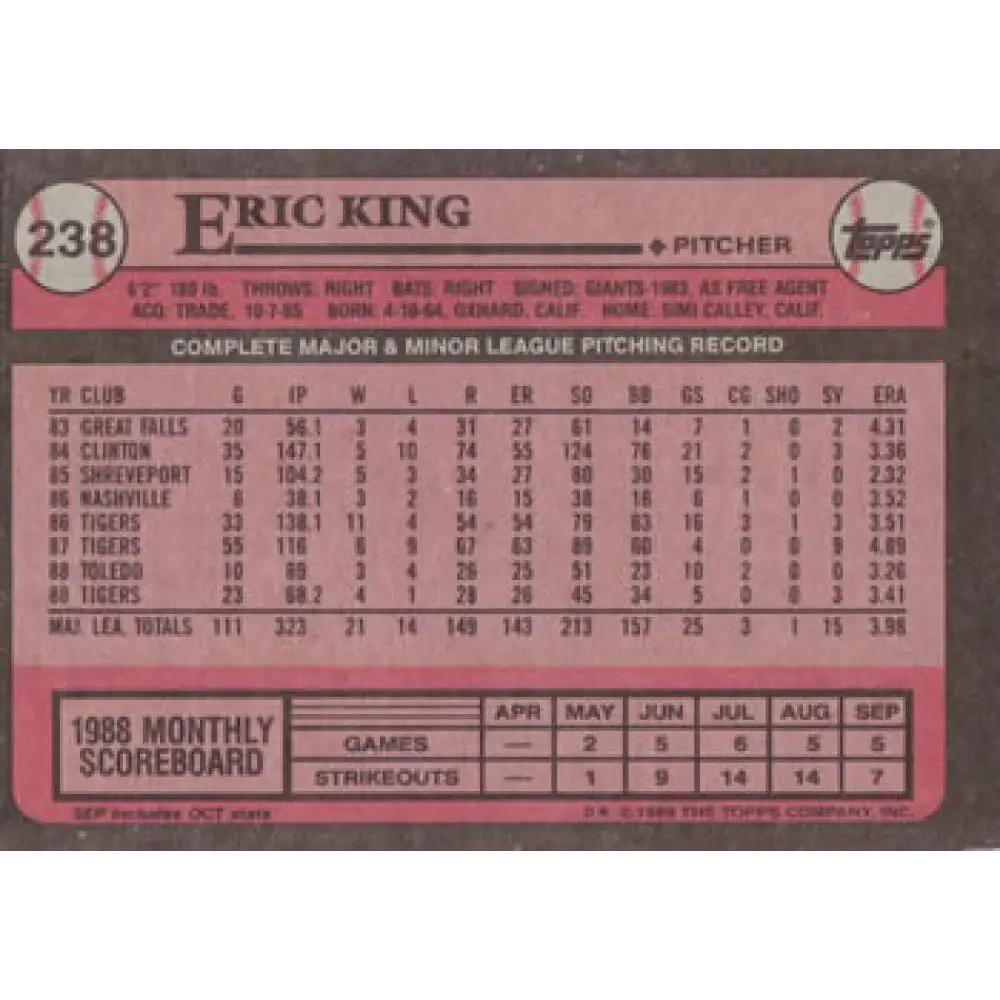 238
ERIC KING
PITCHER
TOPPS®
6'2" 180 lb. THROWS: RIGHT BATS: RIGHT SIGNED: GIANTS-1983, AS FREE AGENT
ACQ: TRADE, 10-7-85 BORN: 4-10-64, OXNARD, CALIF. HOME: SIMI CALLEY, CALIF.
COMPLETE MAJOR & MINOR LEAGUE PITCHING RECORD
YR CLUB G IP W L R ER SO BB GS CG SHO SV ERA
83 GREAT FALLS 20 56.1 3 4 31 27 61 14 7 1 0 2 4.31
84 CLINTON 35 147.1 5 10 74 55 124 76 21 2 0 3 3.36
85 SHREVEPORT 15 104.2 5 3 34 27 80 30 15 2 1 0 2.32
86 NASHVILLE 6 38.1 3 2 16 15 38 16 6 1 0 0 3.52
86 TIGERS 33 138.1 11 4 54 54 79 63 16 3 1 3 3.51
87 TIGERS 55 116 6 9 67 63 89 60 4 0 0 9 4.89
88 TOLEDO 10 69 3 4 26 25 51 23 10 2 0 0 3.26
88 TIGERS 23 68.2 4 1 28 26 45 34 5 0 0 3 3.41
MAJ. LEA. TOTALS 111 323 21 14 149 143 213 157 25 3 1 15 3.98
1988 MONTHLY SCOREBOARD
APR MAY JUN JUL AUG SEP
GAMES — 2 5 6 5 5
STRIKEOUTS — 1 9 14 14 7
SEP includes OCT stats
D* © 1989 THE TOPPS COMPANY, INC.